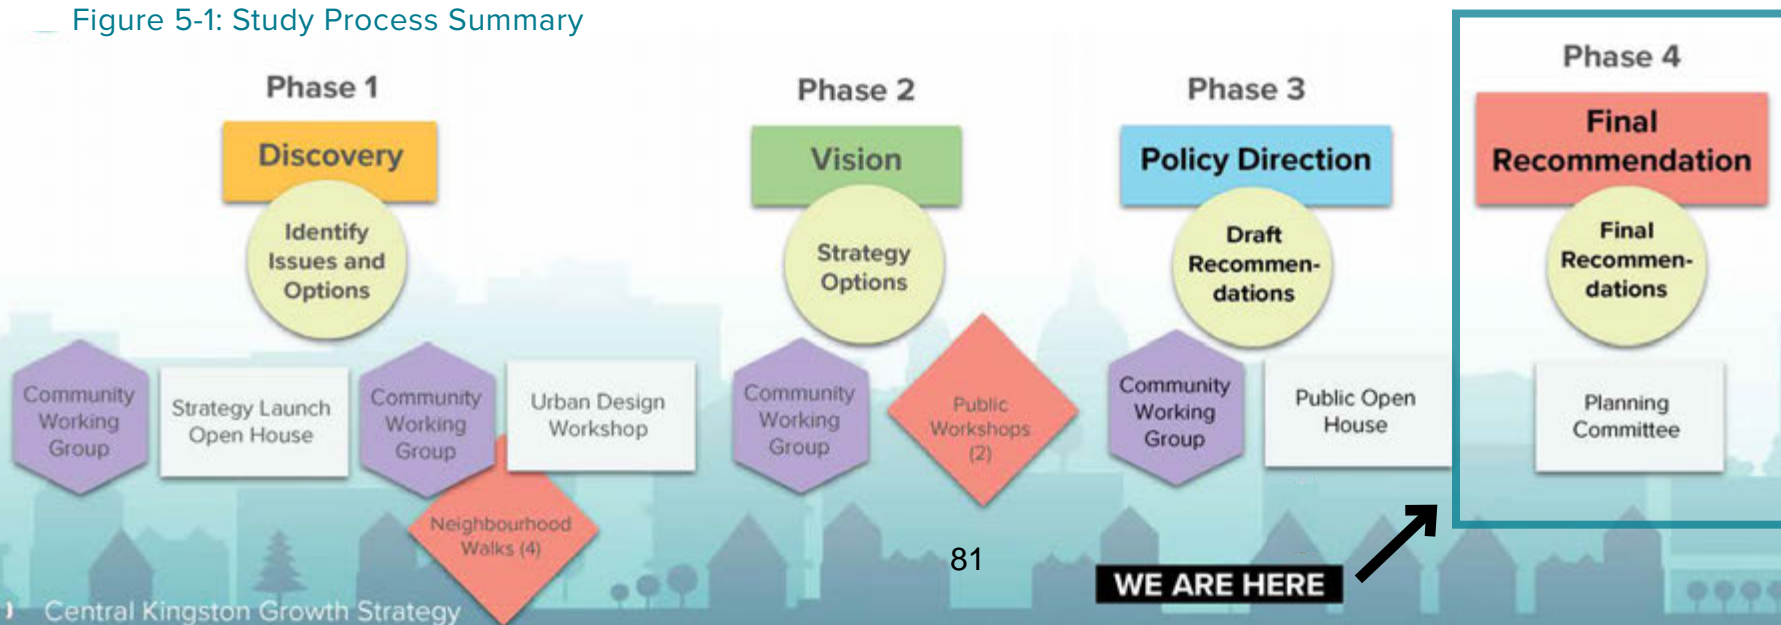 Figure 5-1: Study Process Summary
Phase 1
Discovery
Identify
Issues and
Options
Community
Working
Group
Strategy Launch
Open House
Community
Working
Group
Urban Design
Workshop
Neighbourhood
Walks (4)
Phase 2
Vision
Strategy
Options
Community
Working
Group
Public
Workshops
(2)
Phase 3
Policy Direction
Draft
Recommen-
dations
Community
Working
Group
Public Open
House
Phase 4
Final
Recommendation
Final
Recommen-
dations
Planning
Committee
WE ARE HERE
81
Central Kingston Growth Strategy